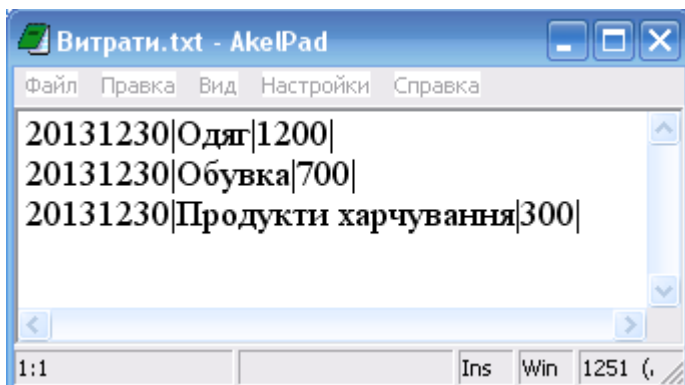 Витрати.txt - AkelPad
Файл Правка Вид Настройки Справка
20131230|Одяг|1200|
20131230|Обувка|700|
20131230|Продукти харчування|300|
1:1 Ins Win 1251 (